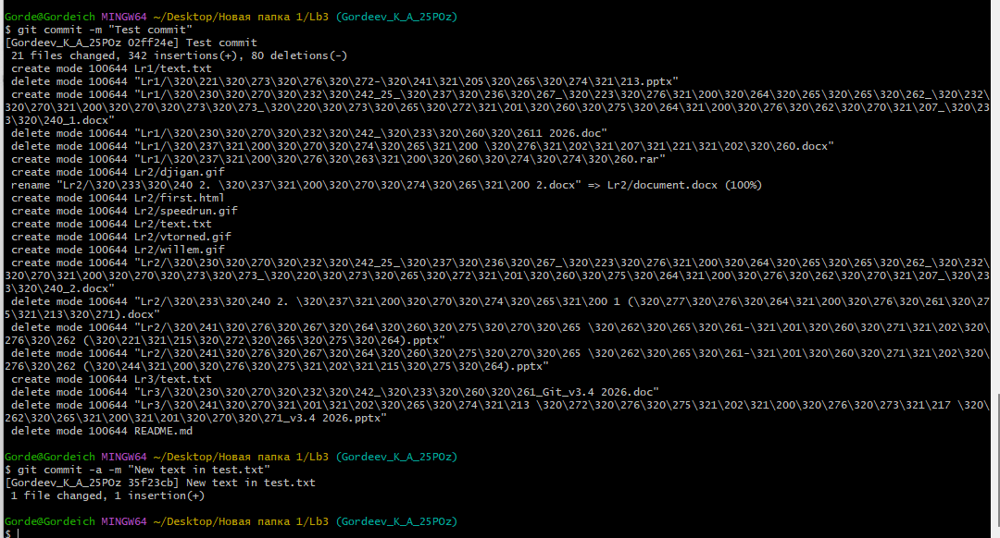 Gorde@Gordeich MINGW64 ~/Desktop/Новая папка 1/Lb3 (Gordeev_K_A_25POz)
$ git commit -m "Test commit"
[Gordeev_K_A_25POz 02ff24e] Test commit
 21 files changed, 342 insertions(+), 80 deletions(-)
 create mode 100644 Lr1/text.txt
 delete mode 100644 "Lr1/\320\221\320\273\320\276\320\272-\320\241\321\205\320\265\320\274\321\213.pptx"
 create mode 100644 "Lr1/\320\230\320\270\320\232\320\242_25_\320\237\320\236\320\267_\320\223\320\276\321\200\320\264\320\265\320\265\320\262_\320\232\
320\270\321\200\320\270\320\273\320\273_\320\220\320\273\320\265\320\272\321\201\320\260\320\275\320\264\321\200\320\276\320\262\320\270\321\207_\320\23
3\320\240_1.docx"
 delete mode 100644 "Lr1/\320\230\320\270\320\232\320\242_\320\233\320\260\320\2611 2026.doc"
 delete mode 100644 "Lr1/\320\237\321\200\320\270\320\274\320\265\321\200 \320\276\321\202\321\207\321\221\321\202\320\260.docx"
 create mode 100644 "Lr1/\320\237\321\200\320\276\320\263\321\200\320\260\320\274\320\274\320\260.rar"
 create mode 100644 Lr2/djigan.gif
 rename "Lr2/\320\233\320\240 2. \320\237\321\200\320\270\320\274\320\265\321\200 2.docx" => Lr2/document.docx (100%)
 create mode 100644 Lr2/first.html
 create mode 100644 Lr2/speedrun.gif
 create mode 100644 Lr2/text.txt
 create mode 100644 Lr2/vtorned.gif
 create mode 100644 Lr2/willem.gif
 create mode 100644 "Lr2/\320\230\320\270\320\232\320\242_25_\320\237\320\236\320\267_\320\223\320\276\321\200\320\264\320\265\320\265\320\262_\320\232\
320\270\321\200\320\270\320\273\320\273_\320\220\320\273\320\265\320\272\321\201\320\260\320\275\320\264\321\200\320\276\320\262\320\270\321\207_\320\23
3\320\240_2.docx"
 delete mode 100644 "Lr2/\320\233\320\240 2. \320\237\321\200\320\270\320\274\320\265\321\200 1 (\320\277\320\276\320\264\321\200\320\276\320\261\320\27
5\321\213\320\271).docx"
 delete mode 100644 "Lr2/\320\241\320\276\320\267\320\264\320\260\320\275\320\270\320\265 \320\262\320\265\320\261-\321\201\320\260\320\271\321\202\320\
276\320\262 (\320\221\321\215\320\272\320\265\320\275\320\264).pptx"
 delete mode 100644 "Lr2/\320\241\320\276\320\267\320\264\320\260\320\275\320\270\320\265 \320\262\320\265\320\261-\321\201\320\260\320\271\321\202\320\
276\320\262 (\320\244\321\200\320\276\320\275\321\202\321\215\320\275\320\264).pptx"
 create mode 100644 Lr3/text.txt
 delete mode 100644 "Lr3/\320\230\320\270\320\232\320\242_\320\233\320\260\320\261_Git_v3.4 2026.doc"
 delete mode 100644 "Lr3/\320\241\320\270\321\201\321\202\320\265\320\274\321\213 \320\272\320\276\320\275\321\202\321\200\320\276\320\273\321\217 \320\
262\320\265\321\200\321\201\320\270\320\271_v3.4 2026.pptx"
 delete mode 100644 README.md
Gorde@Gordeich MINGW64 ~/Desktop/Новая папка 1/Lb3 (Gordeev_K_A_25POz)
$ git commit -a -m "New text in test.txt"
[Gordeev_K_A_25POz 35f23cb] New text in test.txt
 1 file changed, 1 insertion(+)
Gorde@Gordeich MINGW64 ~/Desktop/Новая папка 1/Lb3 (Gordeev_K_A_25POz)
$